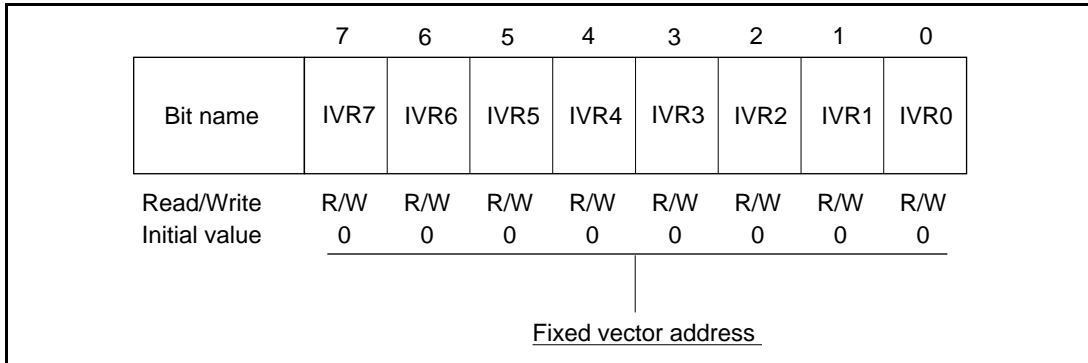 7 6 5 4 3 2 1 0
Bit name IVR7 IVR6 IVR5 IVR4 IVR3 IVR2 IVR1 IVR0
Read/Write R/W R/W R/W R/W R/W R/W R/W R/W
Initial value 0 0 0 0 0 0 0 0
Fixed vector address